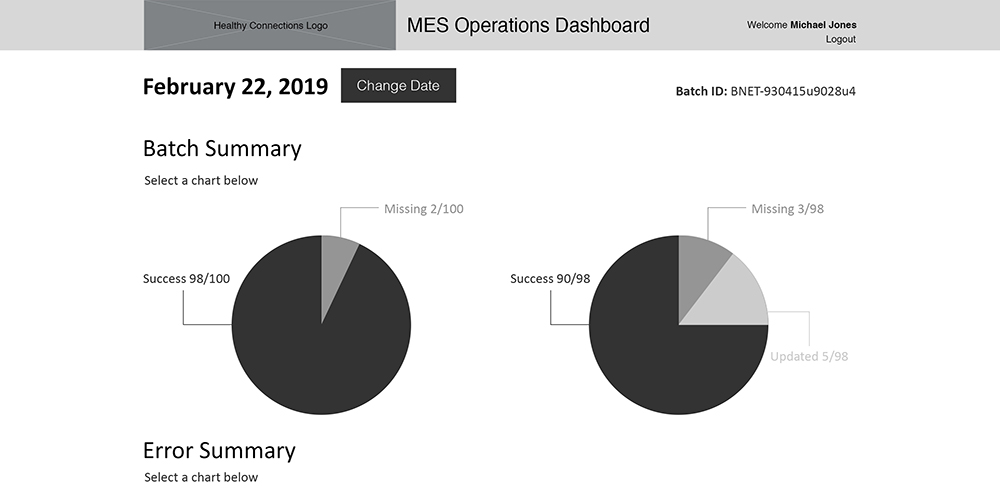 Healthy Connections Logo
MES Operations Dashboard
Welcome Michael Jones
Logout
February 22, 2019
Change Date
Batch ID: BNET-930415u9028u4
Batch Summary
Select a chart below
Missing 2/100
Success 98/100
Missing 3/98
Success 90/98
Updated 5/98
Error Summary
Select a chart below